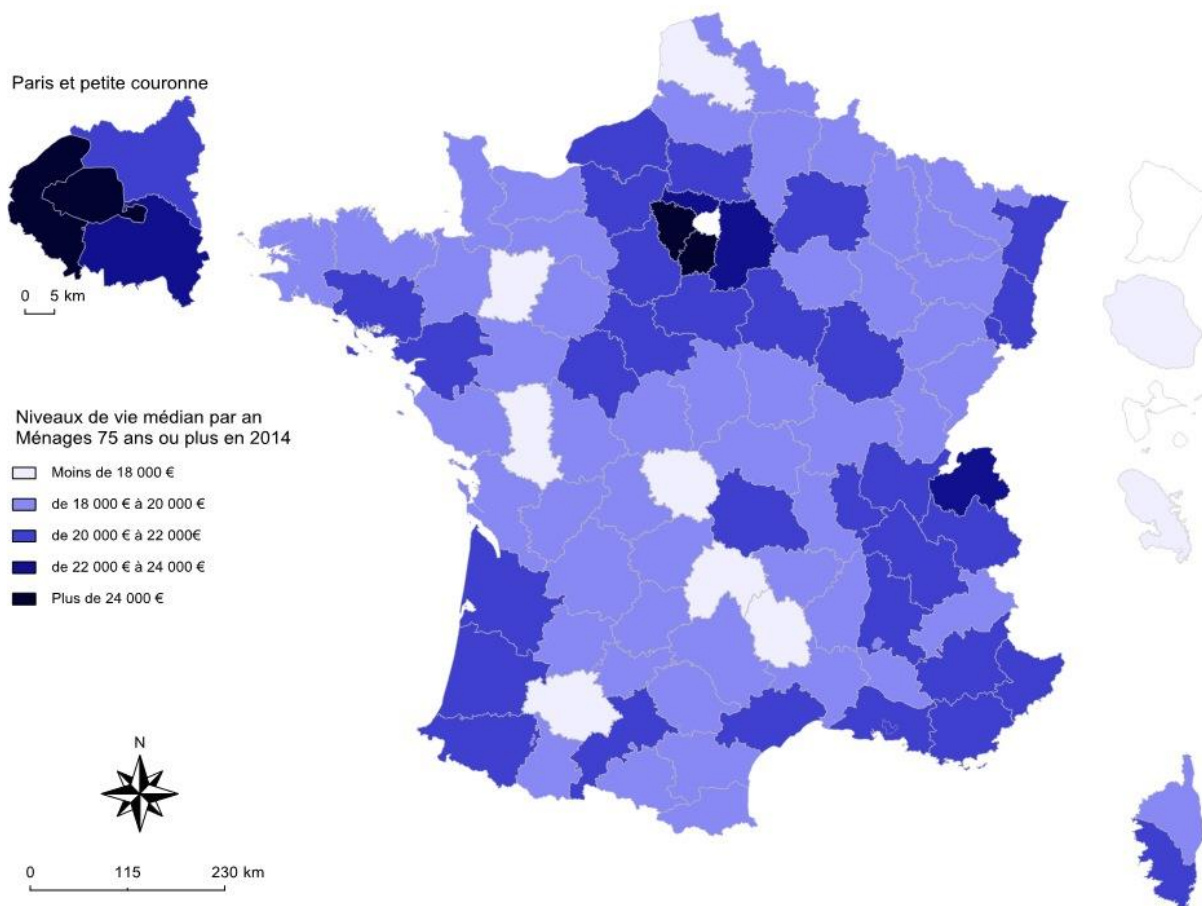 Paris et petite couronne
0 5 km
Niveaux de vie médian par an
Ménages 75 ans ou plus en 2014
Moins de 18 000 €
de 18 000 € à 20 000 €
de 20 000 € à 22 000€
de 22 000 € à 24 000 €
Plus de 24 000 €
N
0 115 230 km